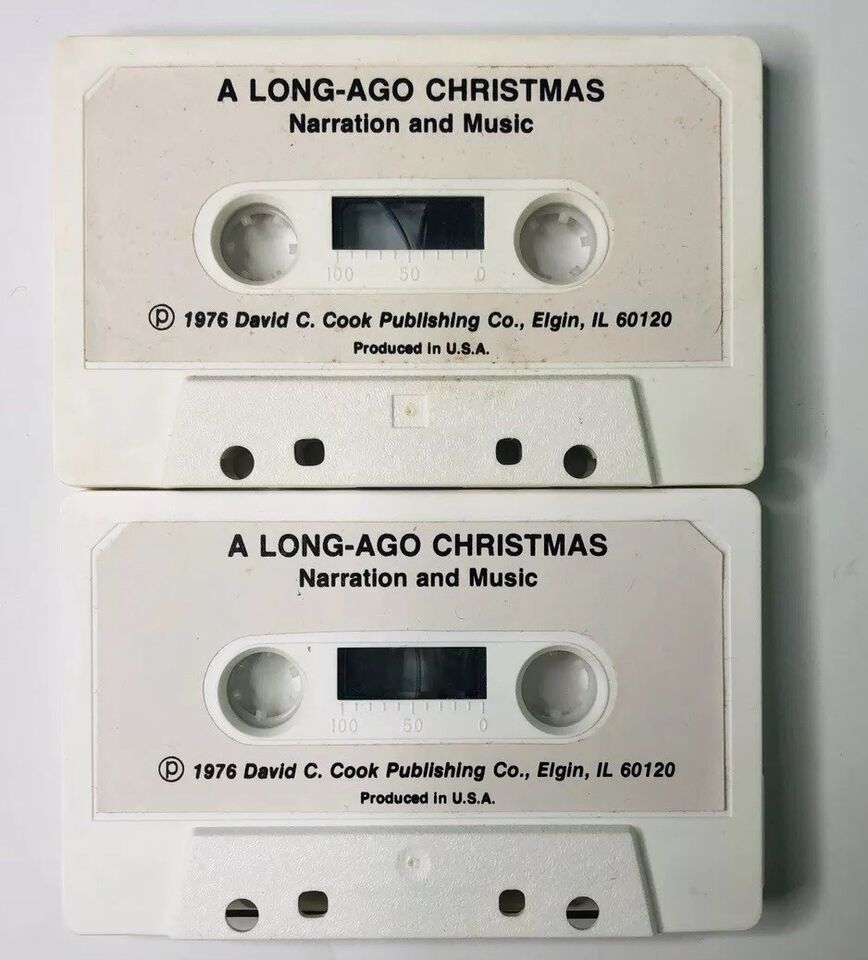 A LONG-AGO CHRISTMAS
Narration and Music
100 50 0
℗ 1976 David C. Cook Publishing Co., Elgin, IL 60120
Produced in U.S.A.
A LONG-AGO CHRISTMAS
Narration and Music
100 50 0
℗ 1976 David C. Cook Publishing Co., Elgin, IL 60120
Produced in U.S.A.